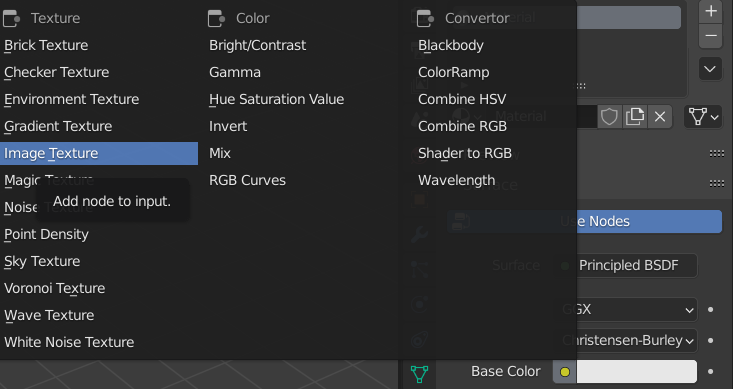 Texture
Brick Texture
Checker Texture
Environment Texture
Gradient Texture
Image Texture
Magic Texture
Noise
Point Density
Sky Texture
Voronoi Texture
Wave Texture
White Noise Texture
Add node to input.
Color
Bright/Contrast
Gamma
Hue Saturation Value
Invert
Mix
RGB Curves
Convertor
Blackbody
ColorRamp
Combine HSV
Combine RGB
Shader to RGB
Wavelength
Material
Material
Surface
Use Nodes
Surface
Principled BSDF
GGX
Christensen-Burley
Base Color